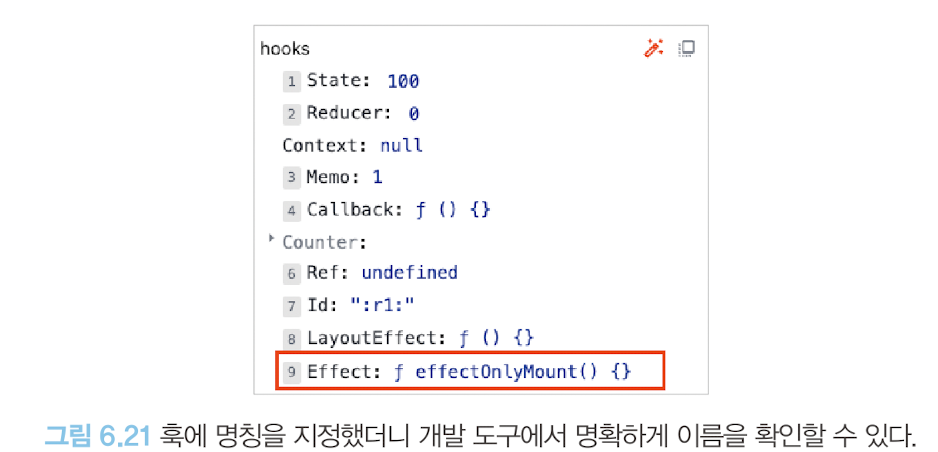 hooks
1 State: 100
2 Reducer: 0
Context: null
3 Memo: 1
4 Callback: ƒ () {}
Counter:
6 Ref: undefined
7 Id: ":r1:"
8 LayoutEffect: ƒ () {}
9 Effect: ƒ effectOnlyMount() {}
그림 6.21 훅에 명칭을 지정했더니 개발 도구에서 명확하게 이름을 확인할 수 있다.